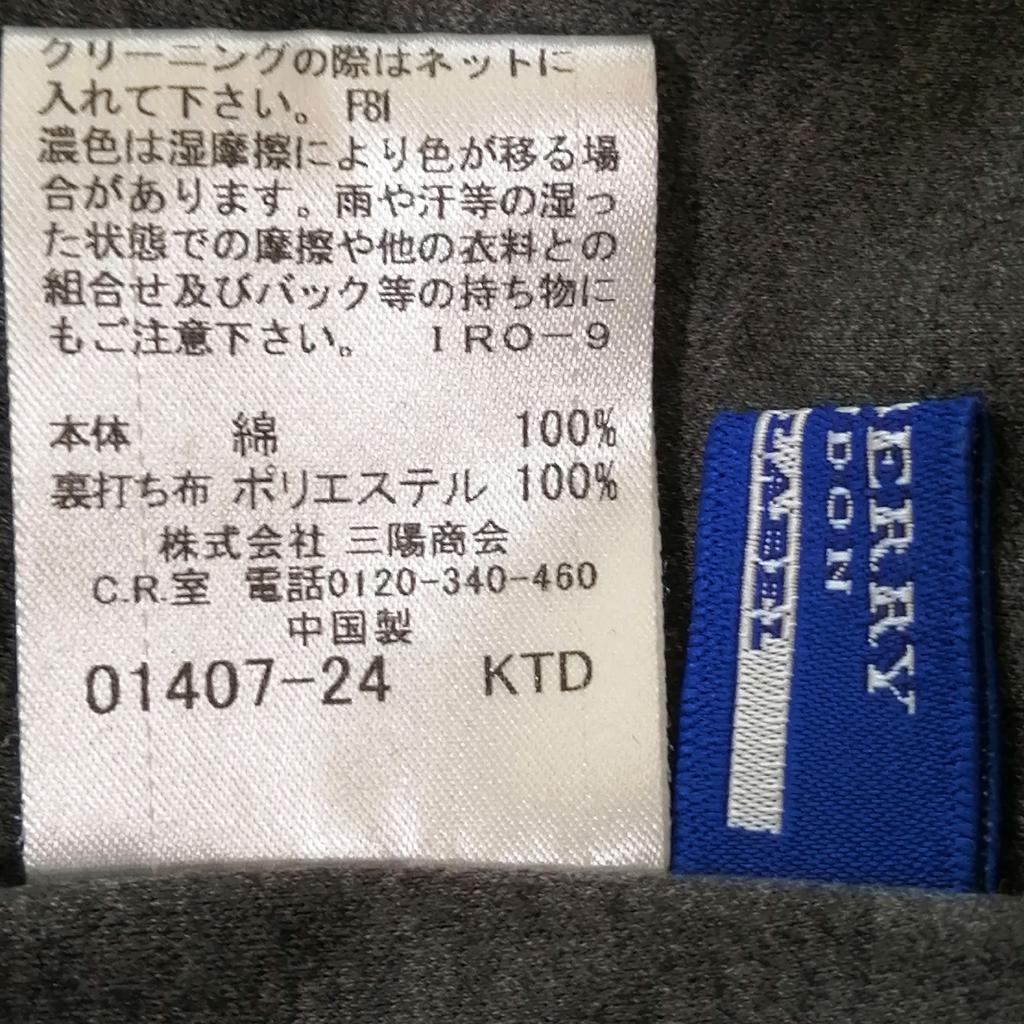 クリーニングの際はネットに
入れて下さい。 F81
濃色は湿摩擦により色が移る場
合があります。雨や汗等の湿っ
た状態での摩擦や他の衣料との
組合せ及びバック等の持ち物に
もご注意下さい。 IRO-9
本体 綿 100%
裏打ち布 ポリエステル 100%
株式会社 三陽商会
C.R.室 電話0120-340-460
中国製
01407-24 KTD
ERRY
DON